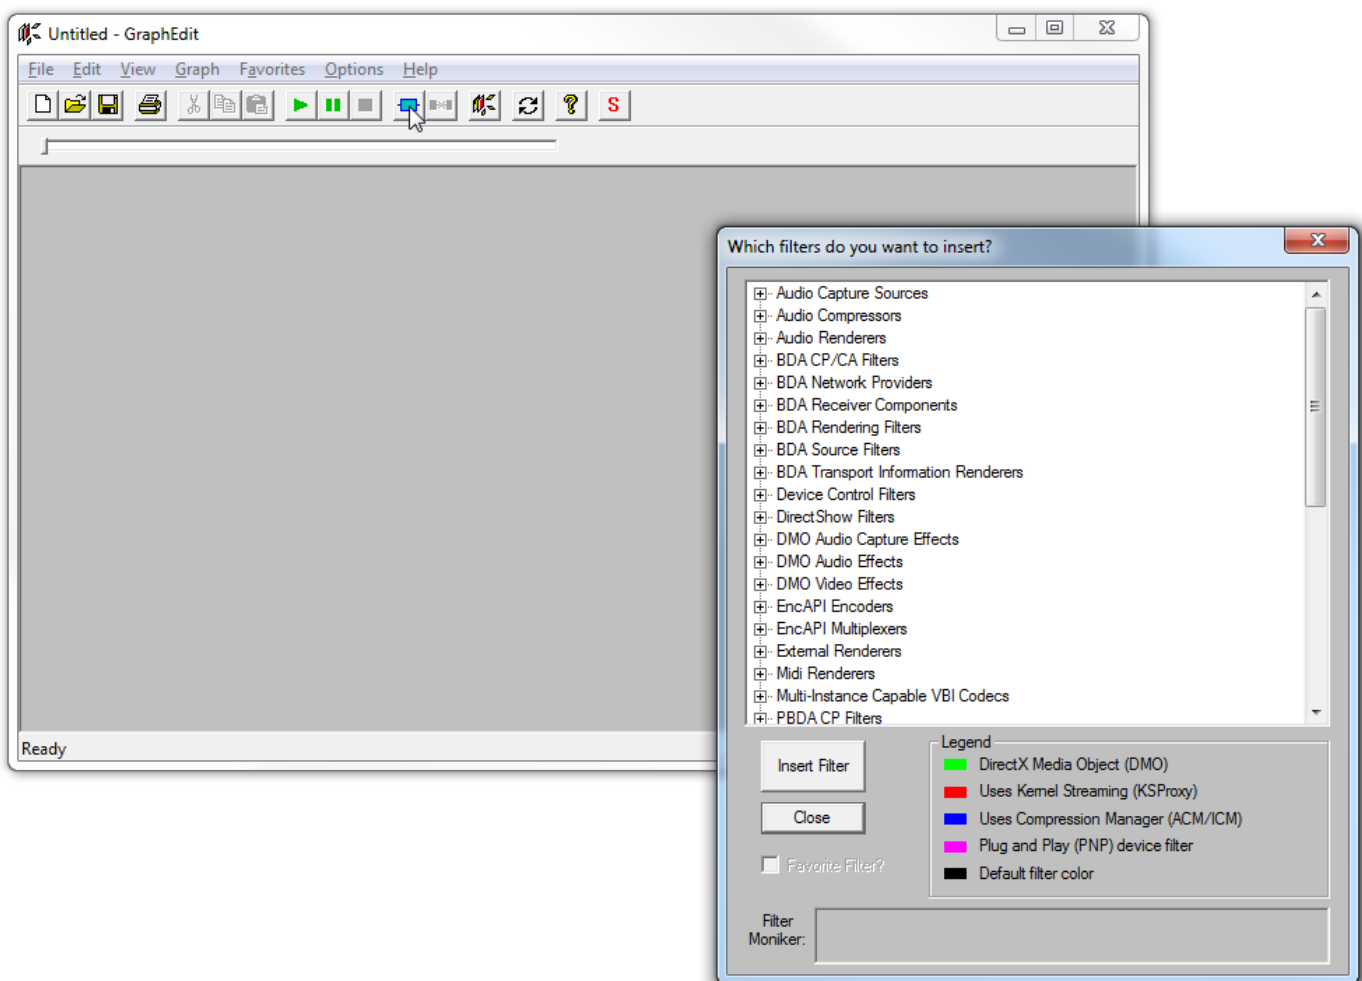 Untitled - GraphEdit
File Edit View Graph Favorites Options Help
S
Which filters do you want to insert?
Audio Capture Sources
Audio Compressors
Audio Renderers
BDA CP/CA Filters
BDA Network Providers
BDA Receiver Components
BDA Rendering Filters
BDA Source Filters
BDA Transport Information Renderers
Device Control Filters
DirectShow Filters
DMO Audio Capture Effects
DMO Audio Effects
DMO Video Effects
EncAPI Encoders
EncAPI Multiplexers
External Renderers
Midi Renderers
Multi-Instance Capable VBI Codecs
PBDA CP Filters
Ready
Insert Filter
Close
Favorite Filter?
Legend
DirectX Media Object (DMO)
Uses Kernel Streaming (KSProxy)
Uses Compression Manager (ACM/ICM)
Plug and Play (PNP) device filter
Default filter color
Filter
Moniker: